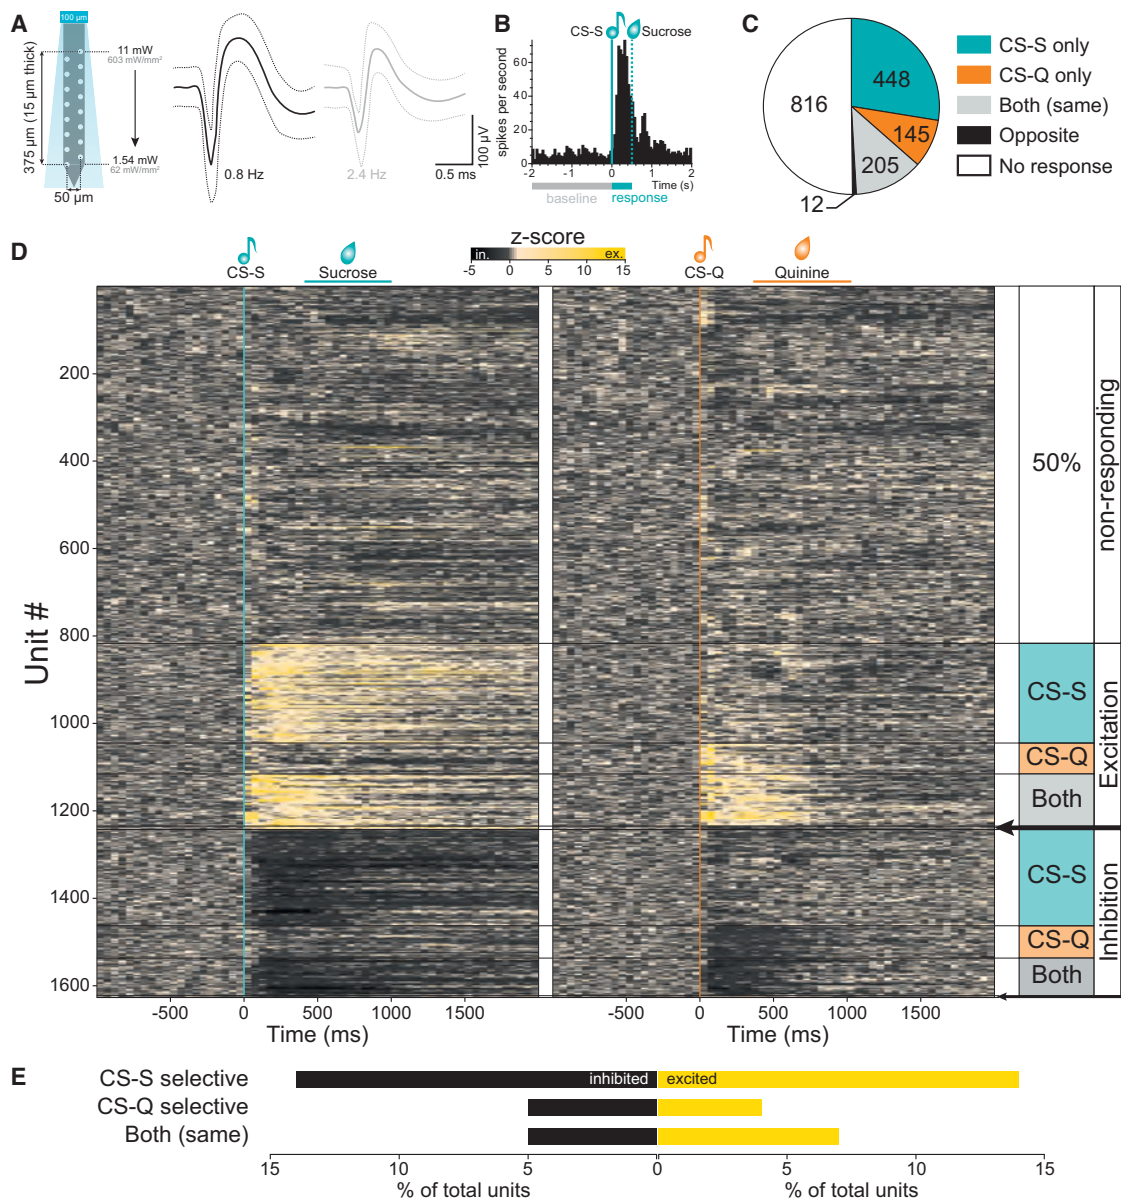 A
100 µm
375 µm (15 µm thick)
11 mW
603 mW/mm²
1.54 mW
62 mW/mm²
50 µm
0.8 Hz
2.4 Hz
100 µV
0.5 ms
B
CS-S
Sucrose
spikes per second
60
40
20
0
-2 -1 0 1 2
Time (s)
baseline
response
C
816
448
145
205
12
CS-S only
CS-Q only
Both (same)
Opposite
No response
D
CS-S
Sucrose
z-score
in. ex.
-5 0 5 10 15
CS-Q
Quinine
Unit #
200
400
600
800
1000
1200
1400
1600
-500 0 500 1000 1500
Time (ms)
-500 0 500 1000 1500
Time (ms)
50%
non-responding
CS-S
CS-Q
Both
Excitation
CS-S
CS-Q
Both
Inhibition
E
CS-S selective
CS-Q selective
Both (same)
inhibited excited
15 10 5 0 5 10 15
% of total units % of total units